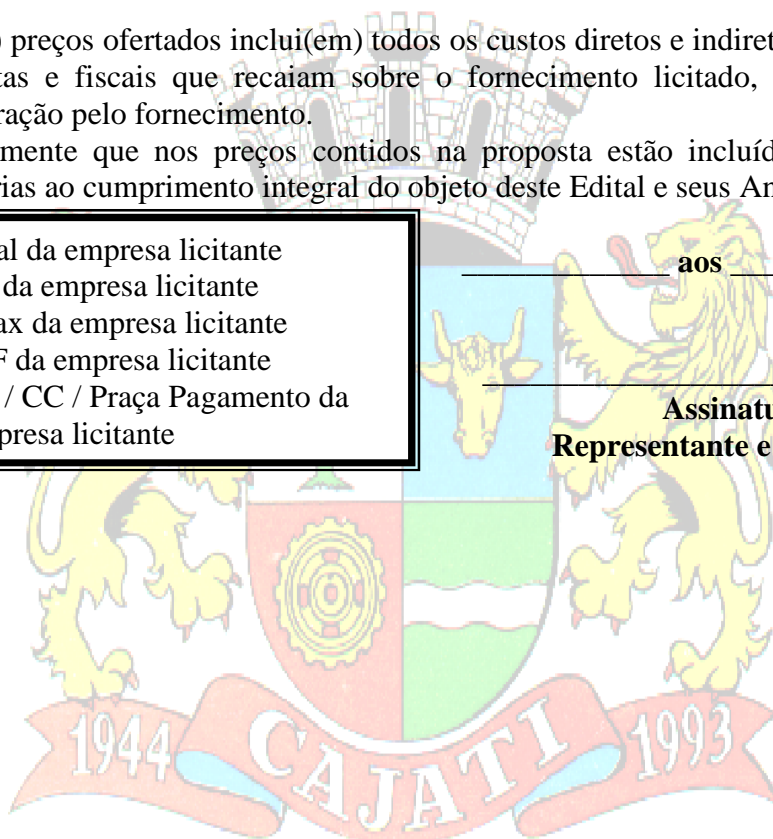 ) preços ofertados inclui(em) todos os custos diretos e indiret
tas e fiscais que recaiam sobre o fornecimento licitado,
ração pelo fornecimento.
mente que nos preços contidos na proposta estão incluíd
rias ao cumprimento integral do objeto deste Edital e seus An
al da empresa licitante
da empresa licitante
ax da empresa licitante
F da empresa licitante
/ CC / Praça Pagamento da
presa licitante
_____________ aos __
___________________
Assinatu
Representante e
1944 CAJATI 1993